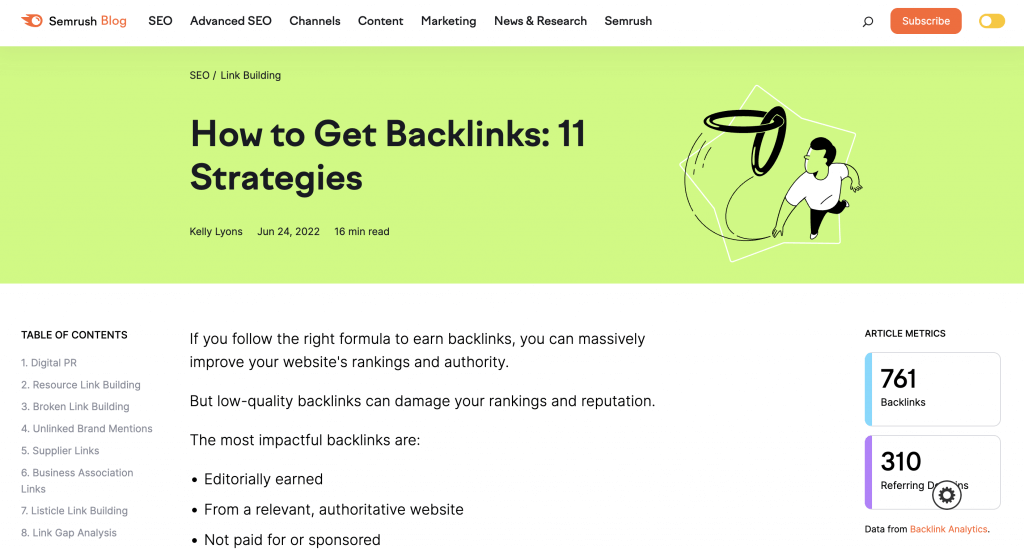 Semrush Blog SEO Advanced SEO Channels Content Marketing News & Research Semrush Subscribe
SEO / Link Building
How to Get Backlinks: 11
Strategies
Kelly Lyons Jun 24, 2022 16 min read
TABLE OF CONTENTS
1. Digital PR
2. Resource Link Building
3. Broken Link Building
4. Unlinked Brand Mentions
5. Supplier Links
6. Business Association
Links
7. Listicle Link Building
8. Link Gap Analysis
If you follow the right formula to earn backlinks, you can massively
improve your website's rankings and authority.
But low-quality backlinks can damage your rankings and reputation.
The most impactful backlinks are:
• Editorially earned
• From a relevant, authoritative website
• Not paid for or sponsored
ARTICLE METRICS
761
Backlinks
310
Referring Domains
Data from Backlink Analytics.